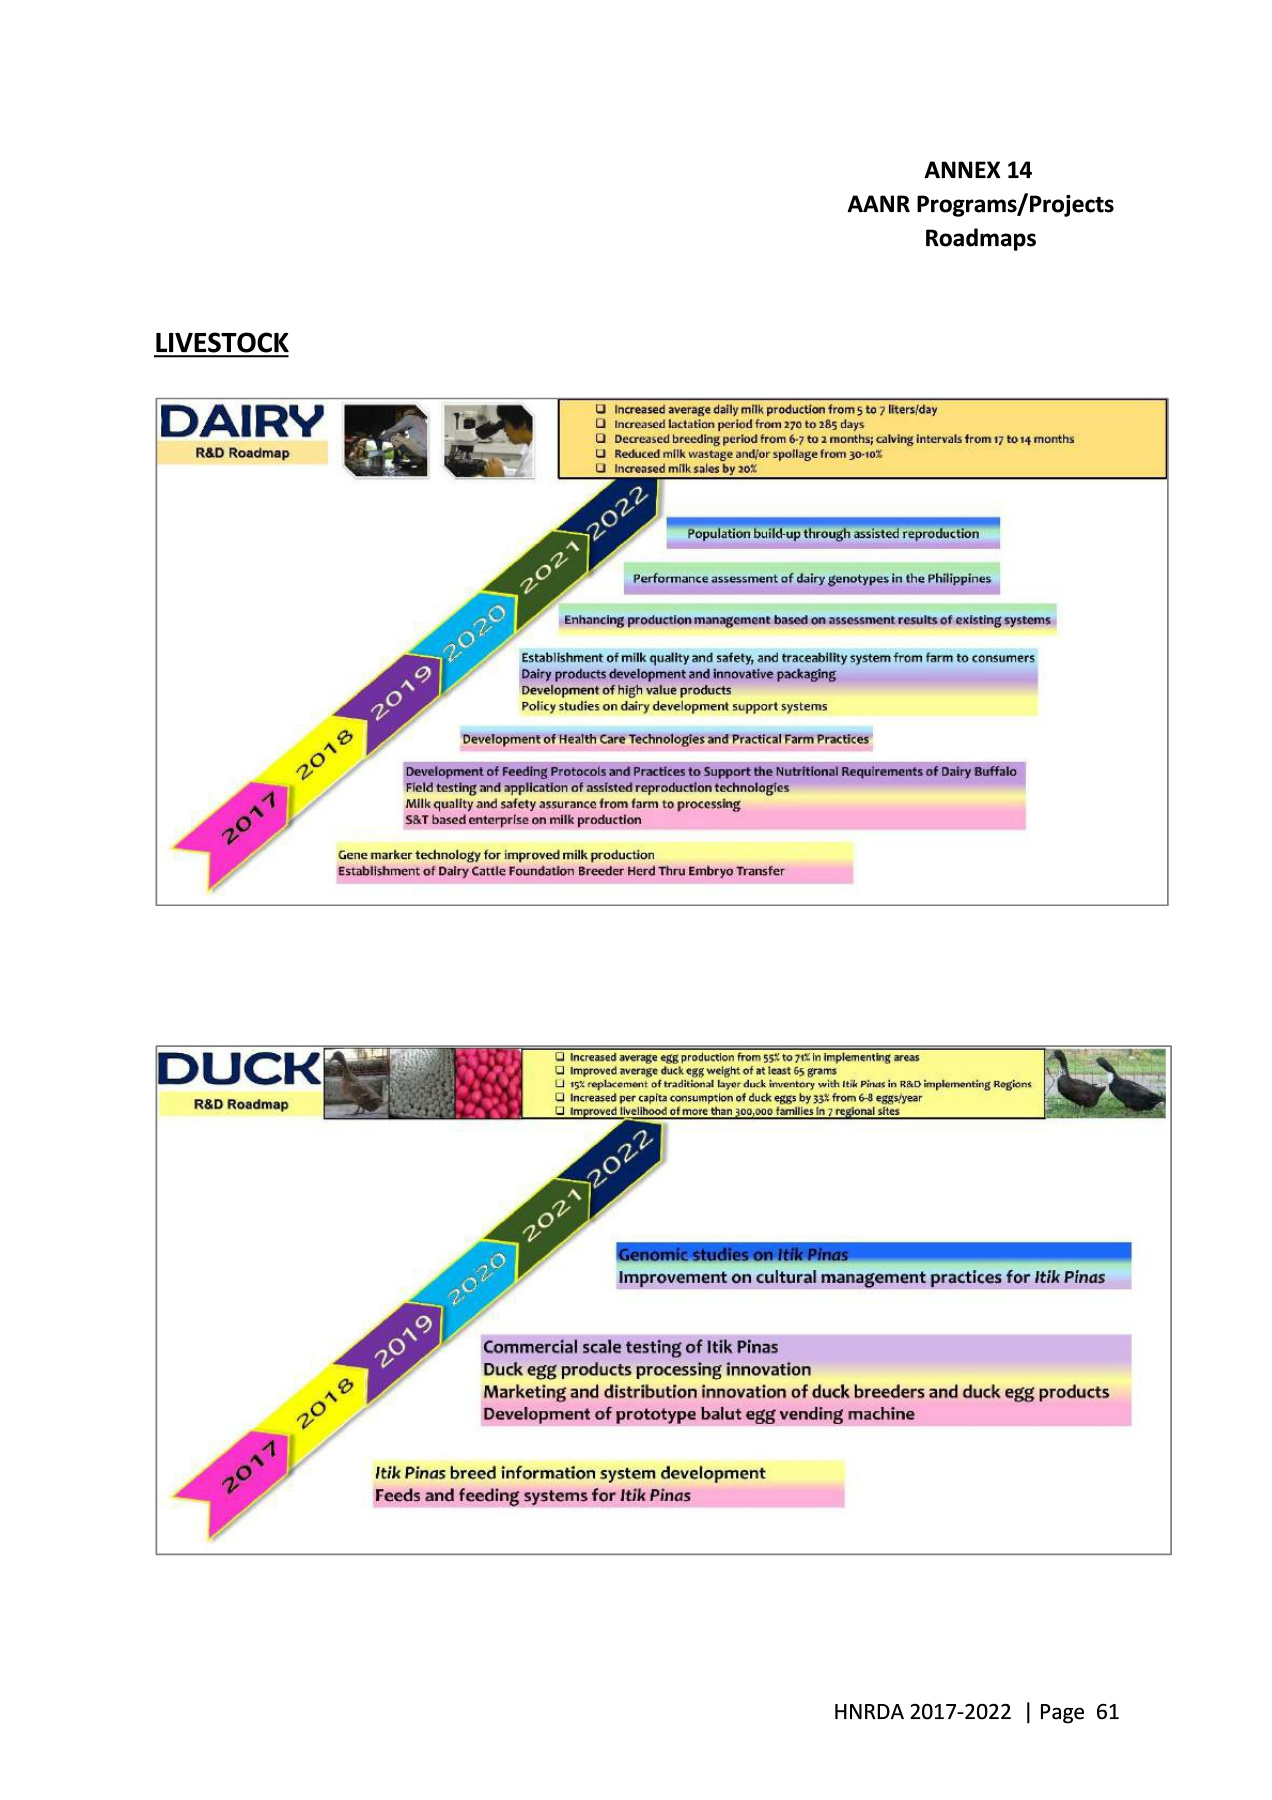 ANNEX 14
AANR Programs/Projects
Roadmaps
LIVESTOCK
DAIRY
R&D Roadmap
❑ Increased average daily milk production from 5 to 7 liters/day
❑ Increased lactation period from 270 to 285 days
❑ Decreased breeding period from 6-7 to 2 months; calving intervals from 17 to 14 months
❑ Reduced milk wastage and/or spoilage from 30-10%
❑ Increased milk sales by 20%
2022
Population build-up through assisted reproduction
2021
Performance assessment of dairy genotypes in the Philippines
2020
Enhancing production management based on assessment results of existing systems
Establishment of milk quality and safety, and traceability system from farm to consumers
Dairy products development and innovative packaging
Development of high value products
Policy studies on dairy development support systems
2019
Development of Health Care Technologies and Practical Farm Practices
2018
Development of Feeding Protocols and Practices to Support the Nutritional Requirements of Dairy Buffalo
Field testing and application of assisted reproduction technologies
Milk quality and safety assurance from farm to processing
S&T based enterprise on milk production
2017
Gene marker technology for improved milk production
Establishment of Dairy Cattle Foundation Breeder Herd Thru Embryo Transfer
DUCK
R&D Roadmap
❑ Increased average egg production from 55% to 71% in implementing areas
❑ Improved average duck egg weight of at least 65 grams
❑ 15% replacement of traditional layer duck inventory with Itik Pinas in R&D implementing Regions
❑ Increased per capita consumption of duck eggs by 33% from 6-8 eggs/year
❑ Improved livelihood of more than 300,000 families in 7 regional sites
2022
2021
Genomic studies on Itik Pinas
Improvement on cultural management practices for Itik Pinas
2020
2019
Commercial scale testing of Itik Pinas
Duck egg products processing innovation
Marketing and distribution innovation of duck breeders and duck egg products
Development of prototype balut egg vending machine
2018
2017
Itik Pinas breed information system development
Feeds and feeding systems for Itik Pinas
HNRDA 2017-2022 | Page 61